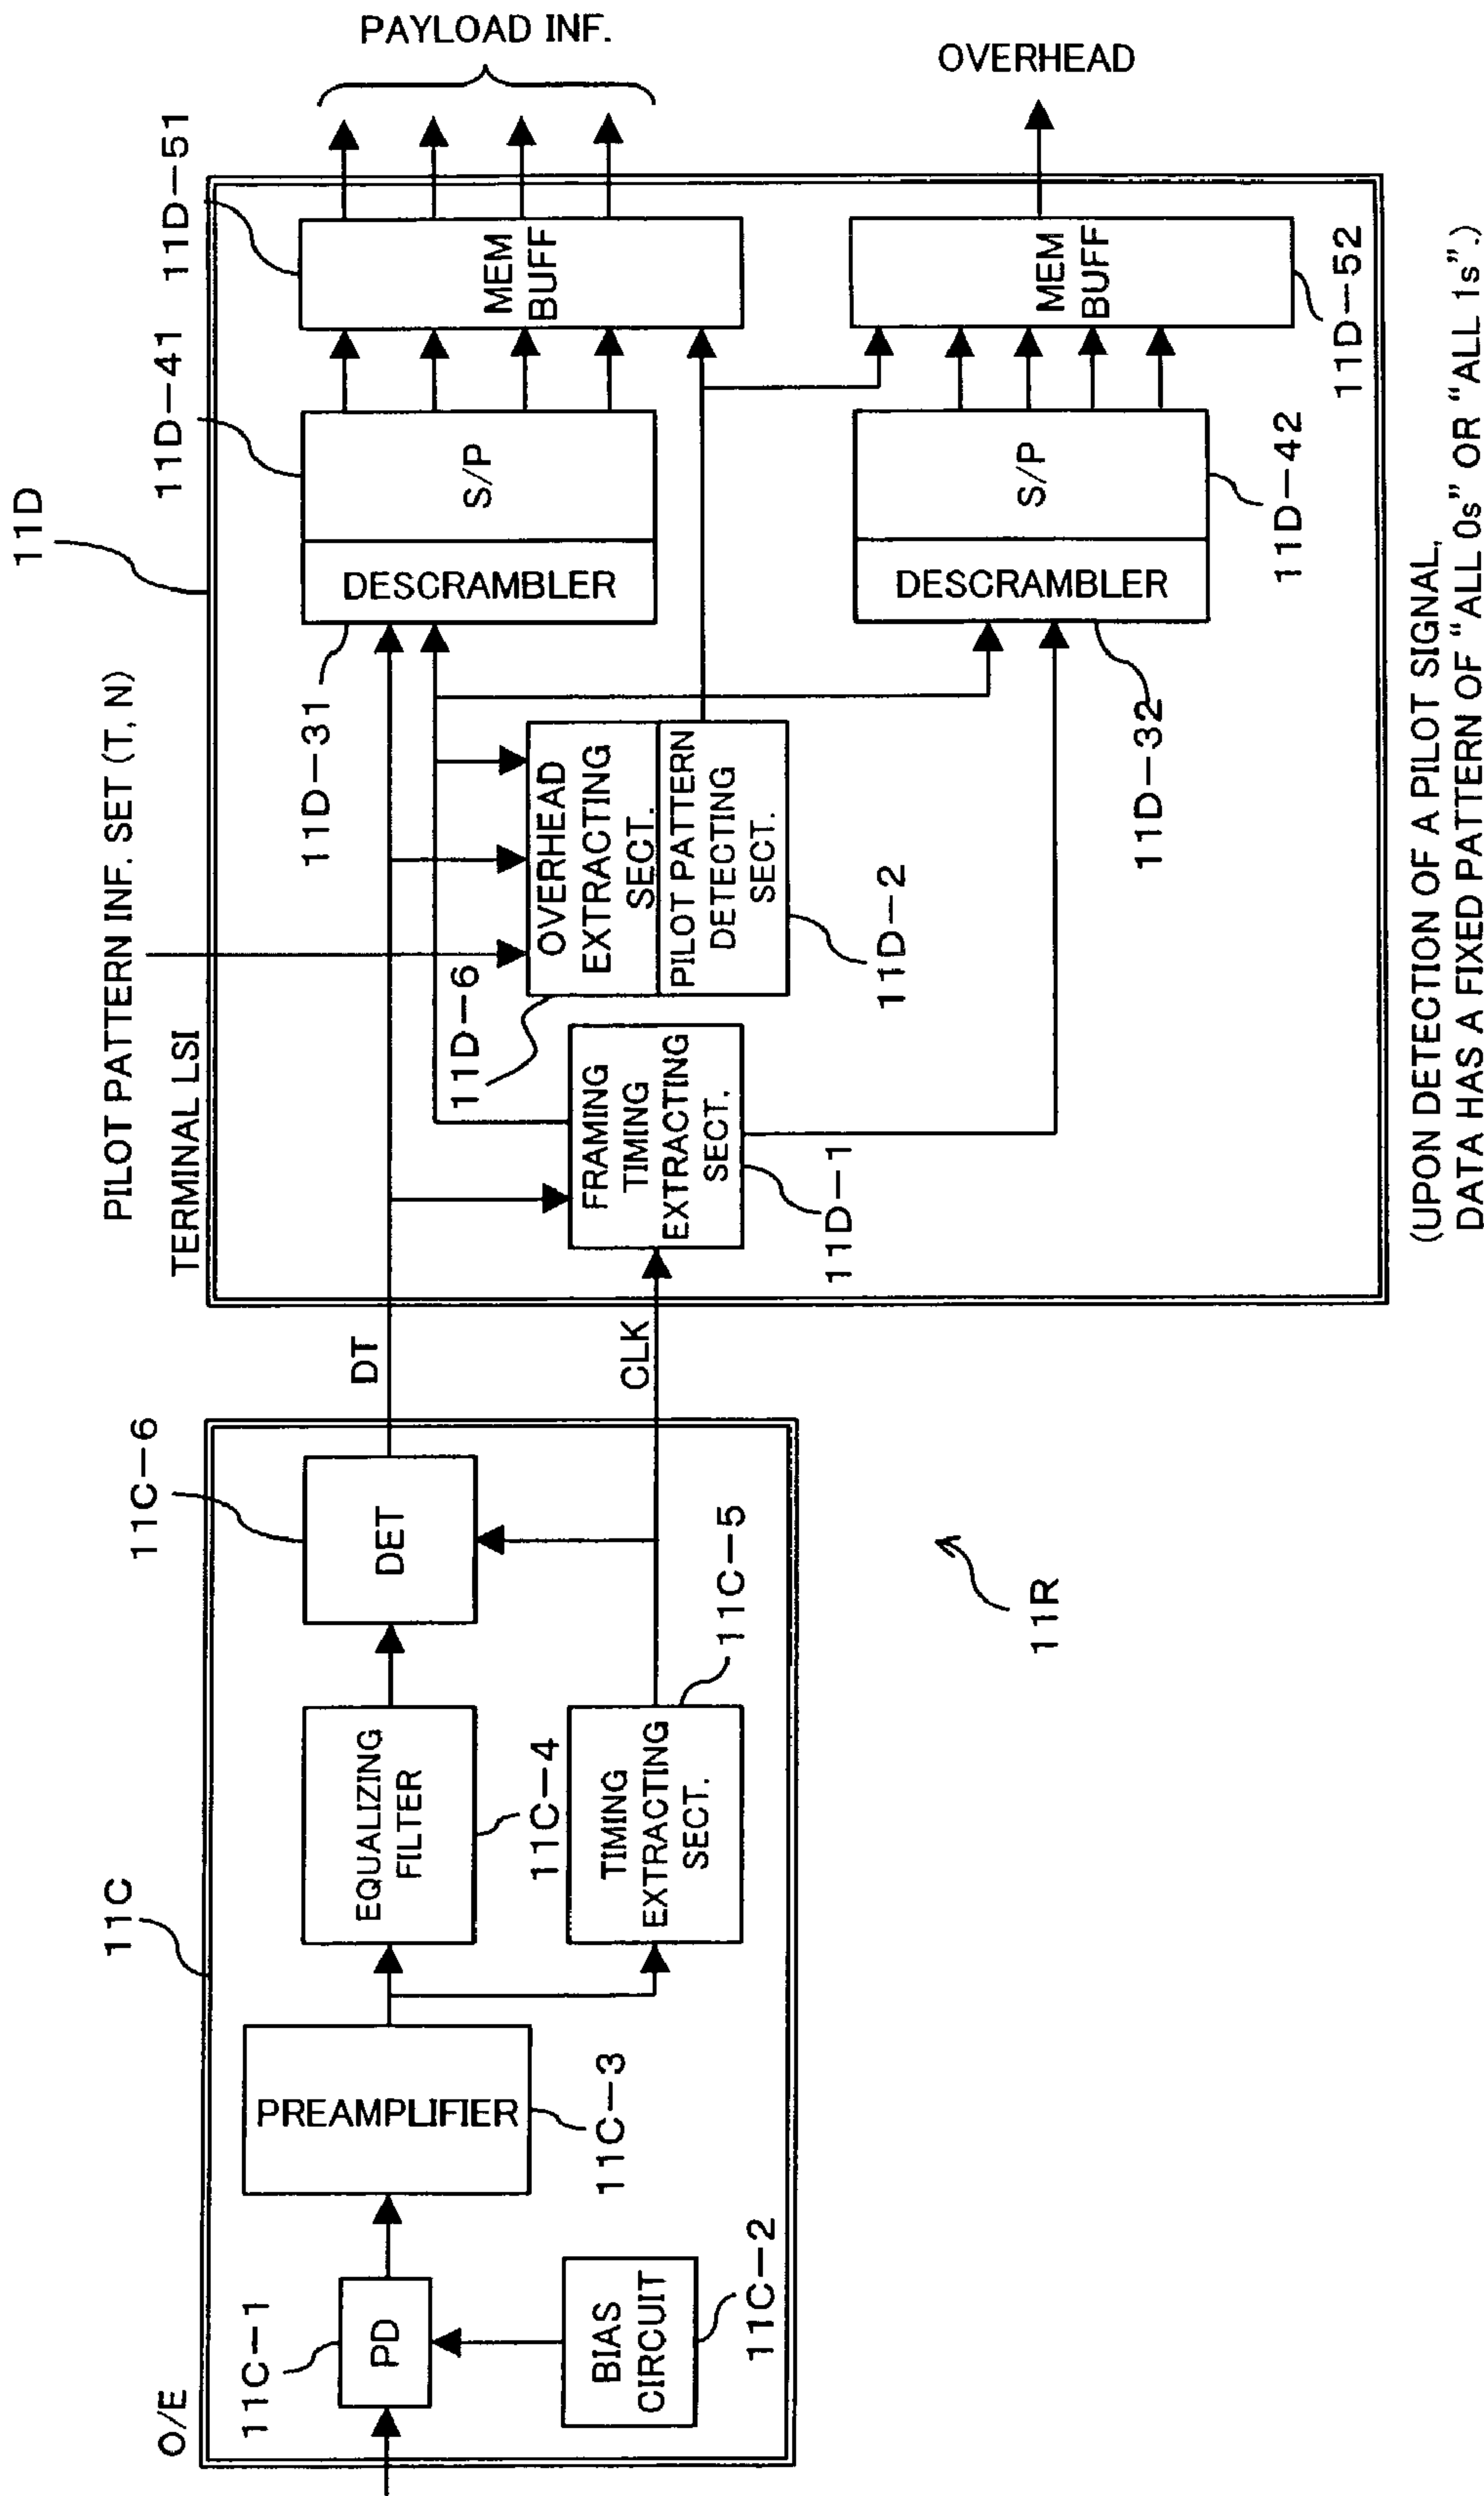 O/E
11C
11C-1
PD
BIAS
CIRCUIT
11C-2
PREAMPLIFIER
11C-3
EQUALIZING
FILTER
11C-4
TIMING
EXTRACTING
SECT.
11C-5
DET
11C-6
DT
CLK
11R
PILOT PATTERN INF. SET (T, N)
TERMINAL LSI
11D
FRAMING
TIMING
EXTRACTING
SECT.
11D-1
11D-6
OVERHEAD
EXTRACTING
SECT.
PILOT PATTERN
DETECTING
SECT.
11D-2
11D-31
DESCRAMBLER
S/P
11D-41
MEM
BUFF
11D-51
PAYLOAD INF.
11D-32
DESCRAMBLER
S/P
11D-42
MEM
BUFF
11D-52
OVERHEAD
(UPON DETECTION OF A PILOT SIGNAL,
DATA HAS A FIXED PATTERN OF "ALL 0s" OR "ALL 1s".)